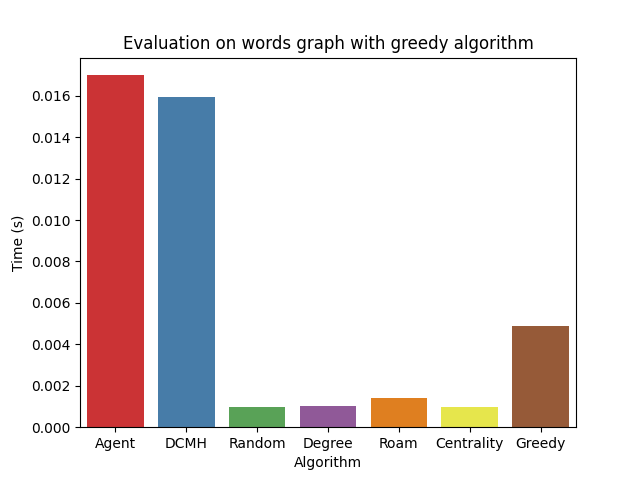 Evaluation on words graph with greedy algorithm
0.016
0.014
0.012
0.010
0.008
0.006
0.004
0.002
0.000
Time (s)
Agent DCMH Random Degree Roam Centrality Greedy
Algorithm